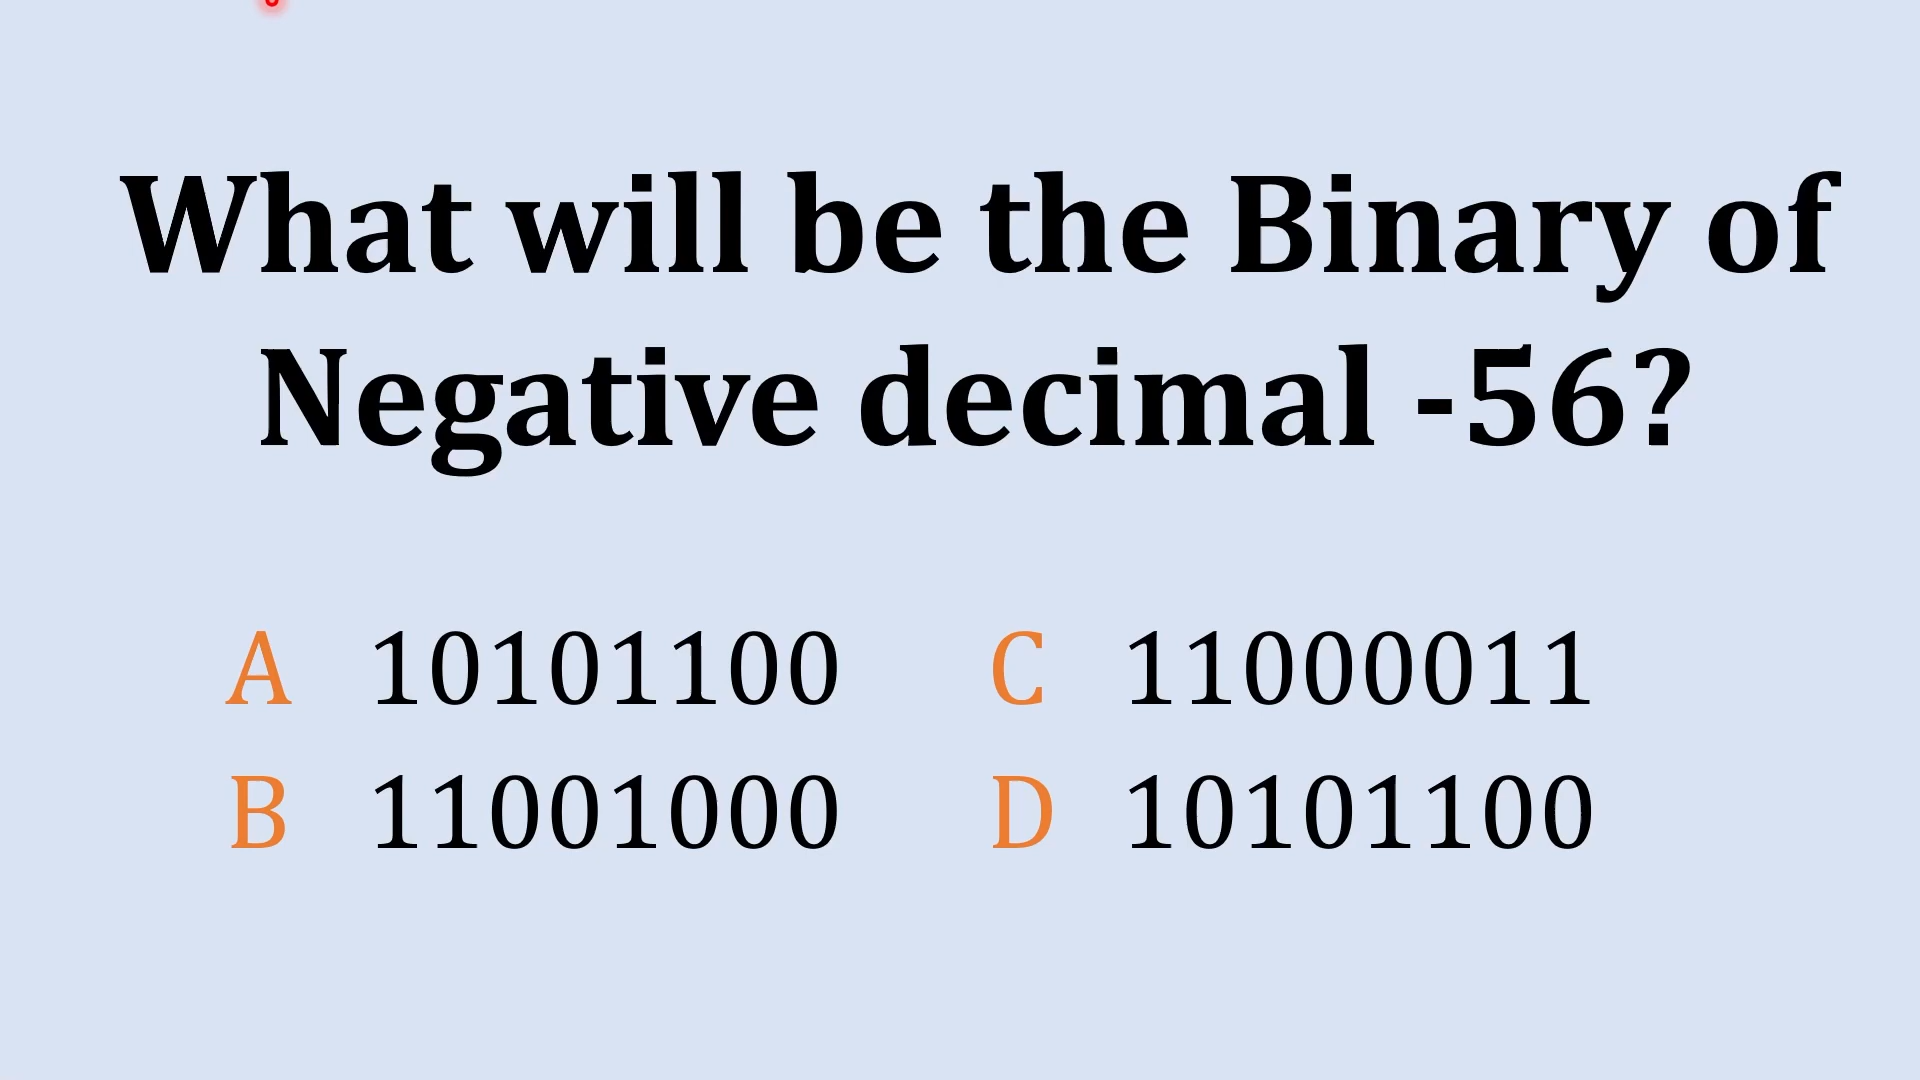 What will be the Binary of
Negative decimal -56?
A 10101100 C 11000011
B 11001000 D 10101100